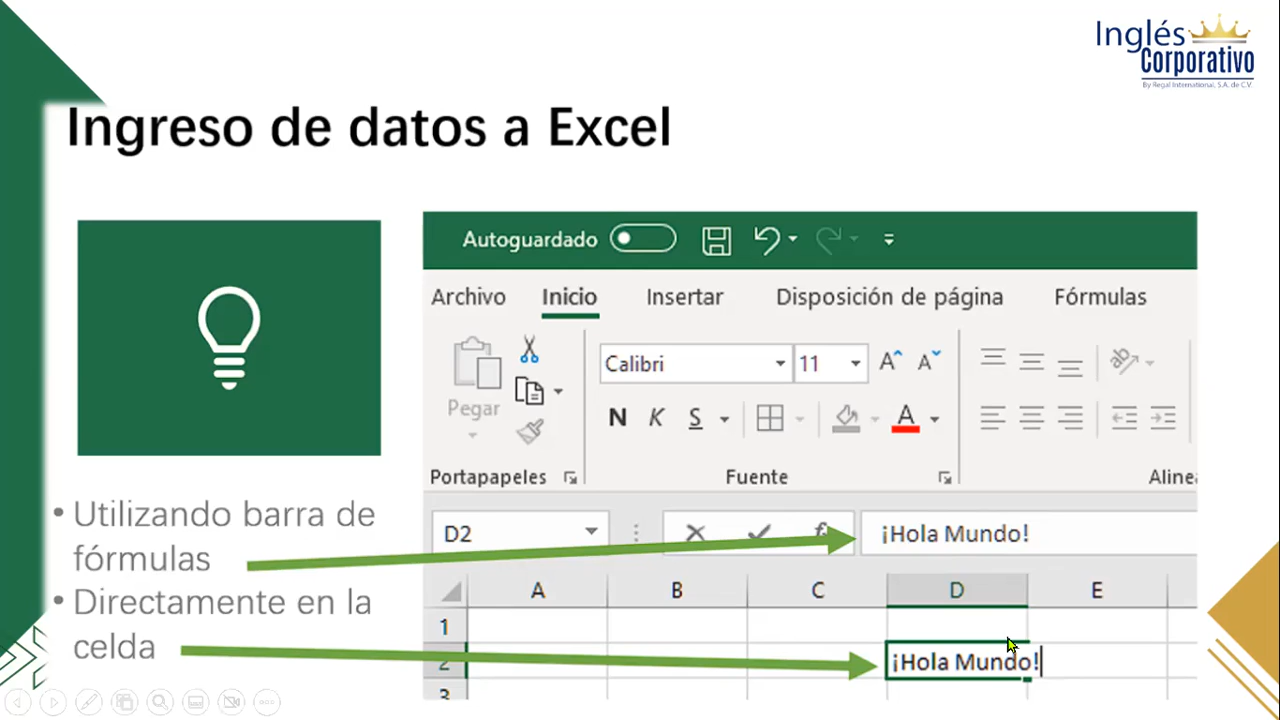 Inglés
Corporativo
By Regal International, S.A. de C.V.
Ingreso de datos a Excel
Autoguardado
Archivo Inicio Insertar Disposición de página Fórmulas
Calibri 11
Pegar
N K S A
Portapapeles Fuente
• Utilizando barra de
fórmulas
• Directamente en la
celda
D2 ¡Hola Mundo!
A B C D E
1
2 ¡Hola Mundo!